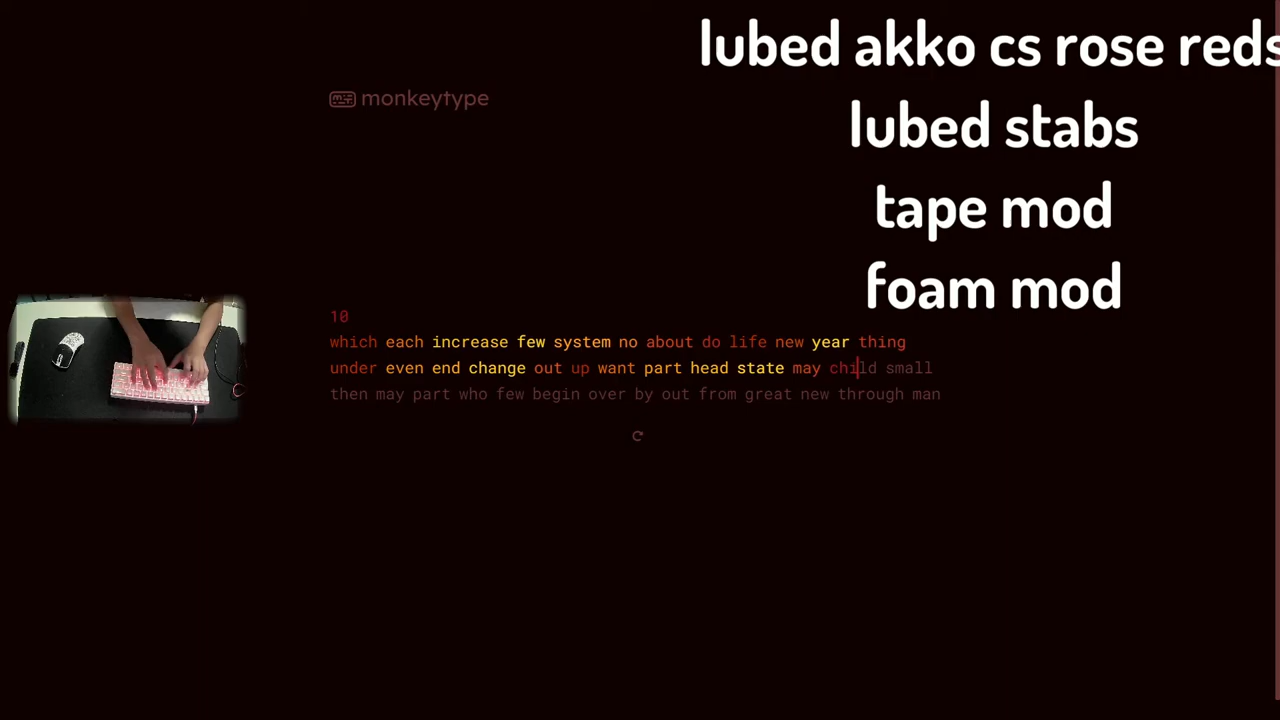 lubed akko cs rose reds
lubed stabs
tape mod
foam mod
monkeytype
10
which each increase few system no about do life new year thing
under even end change out up want part head state may child small
then may part who few begin over by out from great new through man